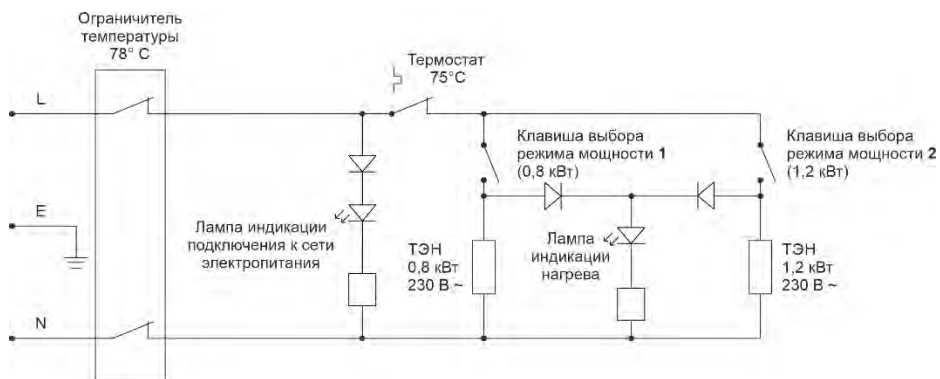 Ограничитель
температуры
78° C
Термостат
75°C
L
Клавиша выбора
режима мощности 1
(0,8 кВт)
Клавиша выбора
режима мощности 2
(1,2 кВт)
E
Лампа индикации
подключения к сети
электропитания
ТЭН
0,8 кВт
230 В ~
Лампа
индикации
нагрева
ТЭН
1,2 кВт
230 В ~
N